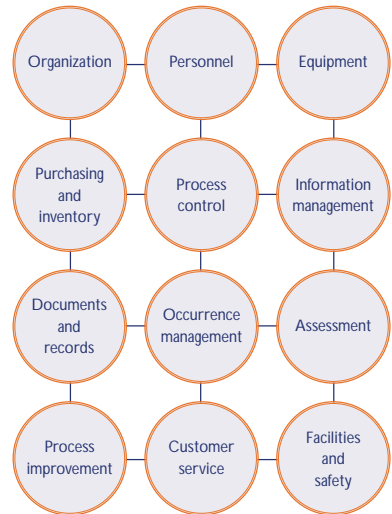 Organization
Personnel
Equipment
Purchasing
and
inventory
Process
control
Information
management
Documents
and
records
Occurrence
management
Assessment
Process
improvement
Customer
service
Facilities
and
safety